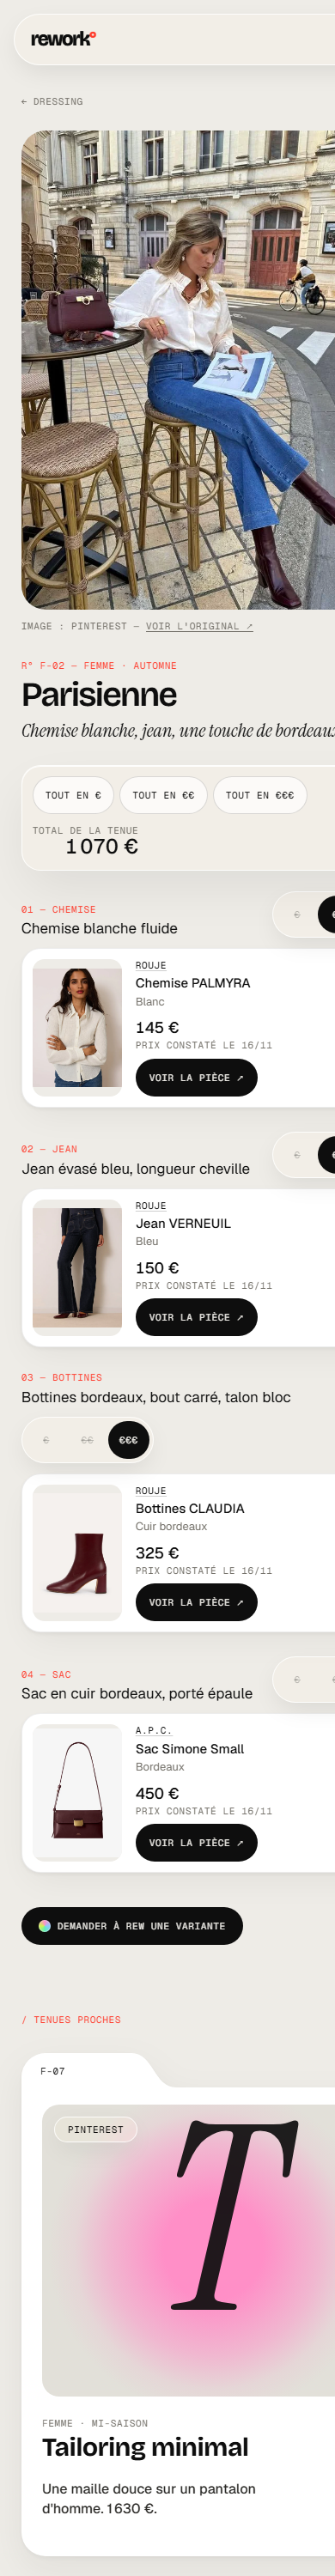 rework
← DRESSING
IMAGE : PINTEREST — VOIR L'ORIGINAL ↗
R° F-02 — FEMME · AUTOMNE
Parisienne
Chemise blanche, jean, une touche de bordeaux
TOUT EN € TOUT EN €€ TOUT EN €€€
TOTAL DE LA TENUE
1 070 €
01 — CHEMISE
€
Chemise blanche fluide
ROUJE
Chemise PALMYRA
Blanc
145 €
PRIX CONSTATÉ LE 16/11
VOIR LA PIÈCE ↗
02 — JEAN
€
Jean évasé bleu, longueur cheville
ROUJE
Jean VERNEUIL
Bleu
150 €
PRIX CONSTATÉ LE 16/11
VOIR LA PIÈCE ↗
03 — BOTTINES
Bottines bordeaux, bout carré, talon bloc
€ €€ €€€
ROUJE
Bottines CLAUDIA
Cuir bordeaux
325 €
PRIX CONSTATÉ LE 16/11
VOIR LA PIÈCE ↗
04 — SAC
€
Sac en cuir bordeaux, porté épaule
A.P.C.
Sac Simone Small
Bordeaux
450 €
PRIX CONSTATÉ LE 16/11
VOIR LA PIÈCE ↗
DEMANDER À REW UNE VARIANTE
/ TENUES PROCHES
F-07
PINTEREST
T
FEMME · MI-SAISON
Tailoring minimal
Une maille douce sur un pantalon
d'homme. 1 630 €.